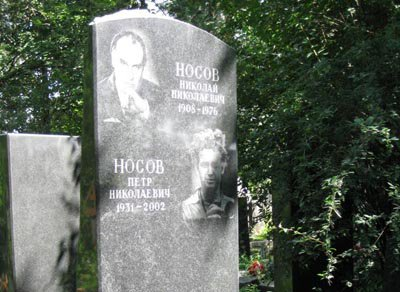 НОСОВ
НИКОЛАЙ
НИКОЛАЕВИЧ
1908-1976
НОСОВ
ПЕТР
НИКОЛАЕВИЧ
1931-2002